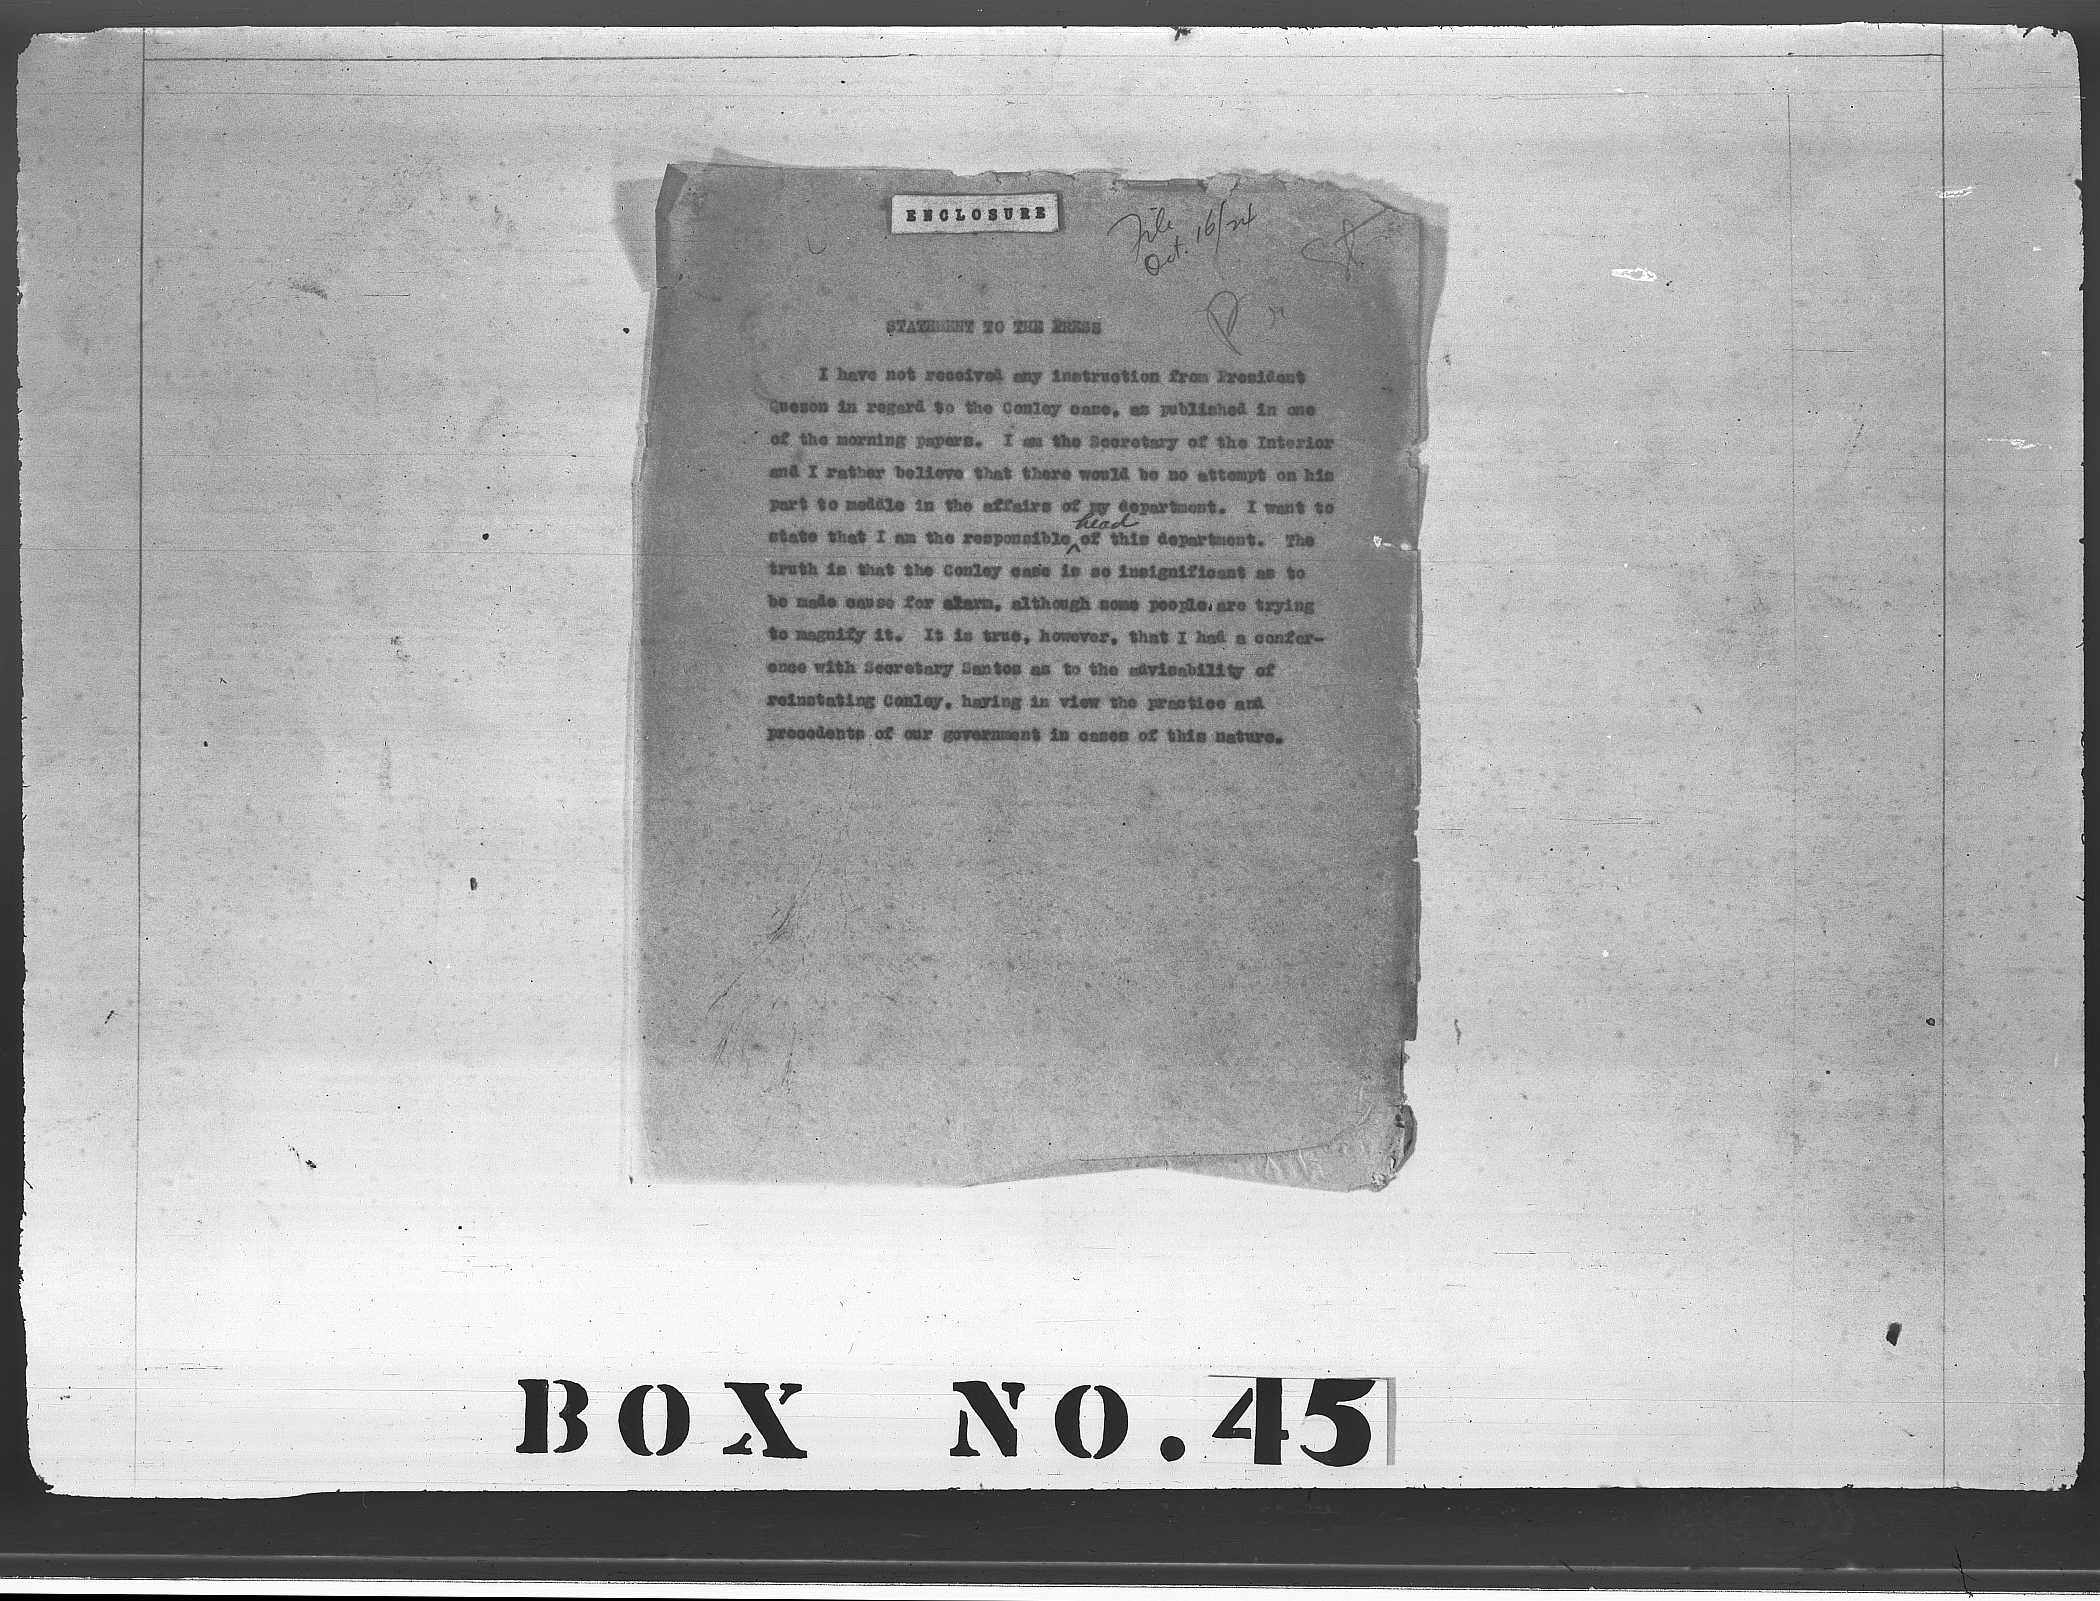 ENCLOSURE
File
Oct. 16/24
STATEMENT TO THE PRESS
I have not received any instruction from President
Quezon in regard to the Conley case, as published in one
of the morning papers. I am the Secretary of the Interior
and I rather believe that there would be no attempt on his
part to meddle in the affairs of my department. I want to
head
state that I am the responsible of this department. The
truth is that the Conley case is so insignificant as to
be made cause for alarm, although some people are trying
to magnify it. It is true, however, that I had a confer-
ence with Secretary Santos as to the advisability of
reinstating Conley, having in view the practice and
precedents of our government in cases of this nature.
BOX NO. 45